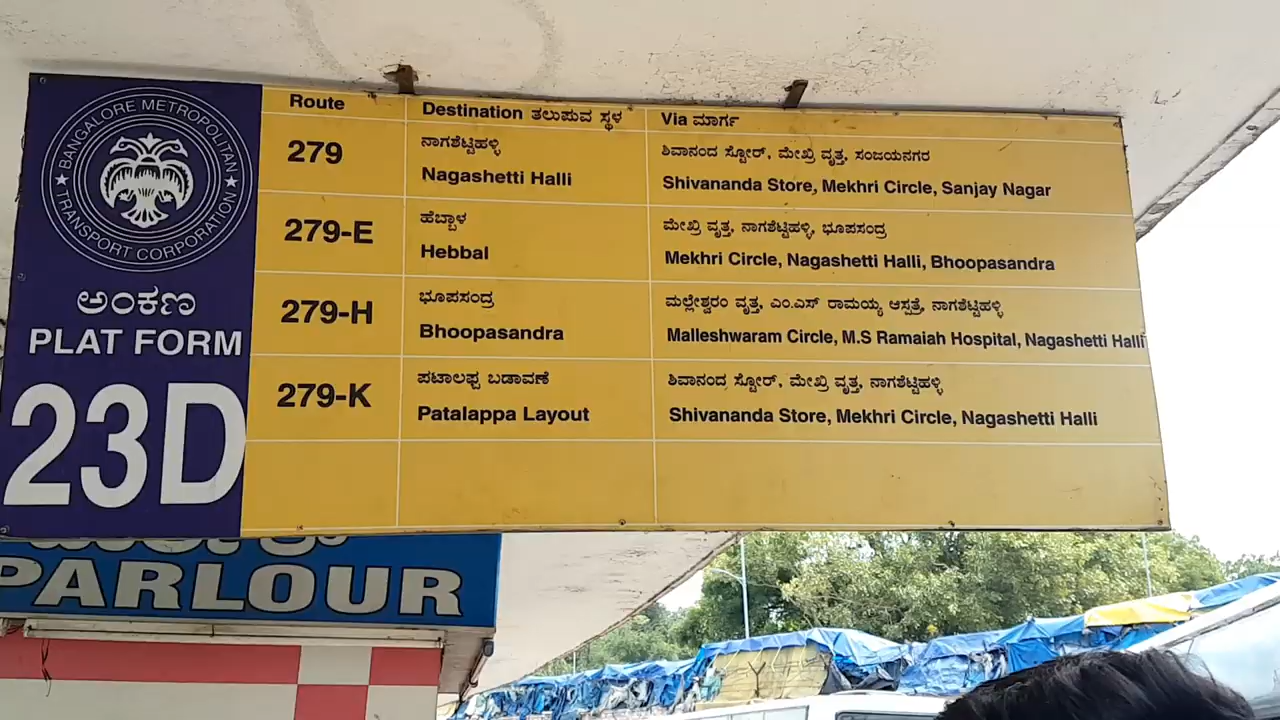 BANGALORE METROPOLITAN
TRANSPORT CORPORATION
ಅಂಕಣ
PLAT FORM
23D
Route Destination ತಲುಪುವ ಸ್ಥಳ Via ಮಾರ್ಗ
279 ನಾಗಶೆಟ್ಟಿಹಳ್ಳಿ ಶಿವಾನಂದ ಸ್ಟೋರ್, ಮೇಖ್ರಿ ವೃತ್ತ, ಸಂಜಯನಗರ
Nagashetti Halli Shivananda Store, Mekhri Circle, Sanjay Nagar
279-E ಹೆಬ್ಬಾಳ ಮೇಖ್ರಿ ವೃತ್ತ, ನಾಗಶೆಟ್ಟಿಹಳ್ಳಿ, ಭೂಪಸಂದ್ರ
Hebbal Mekhri Circle, Nagashetti Halli, Bhoopasandra
279-H ಭೂಪಸಂದ್ರ ಮಲ್ಲೇಶ್ವರಂ ವೃತ್ತ, ಎಂ.ಎಸ್ ರಾಮಯ್ಯ ಆಸ್ಪತ್ರೆ, ನಾಗಶೆಟ್ಟಿಹಳ್ಳಿ
Bhoopasandra Malleshwaram Circle, M.S Ramaiah Hospital, Nagashetti Halli
279-K ಪಟಾಲಪ್ಪ ಬಡಾವಣೆ ಶಿವಾನಂದ ಸ್ಟೋರ್, ಮೇಖ್ರಿ ವೃತ್ತ, ನಾಗಶೆಟ್ಟಿಹಳ್ಳಿ
Patalappa Layout Shivananda Store, Mekhri Circle, Nagashetti Halli
PARLOUR